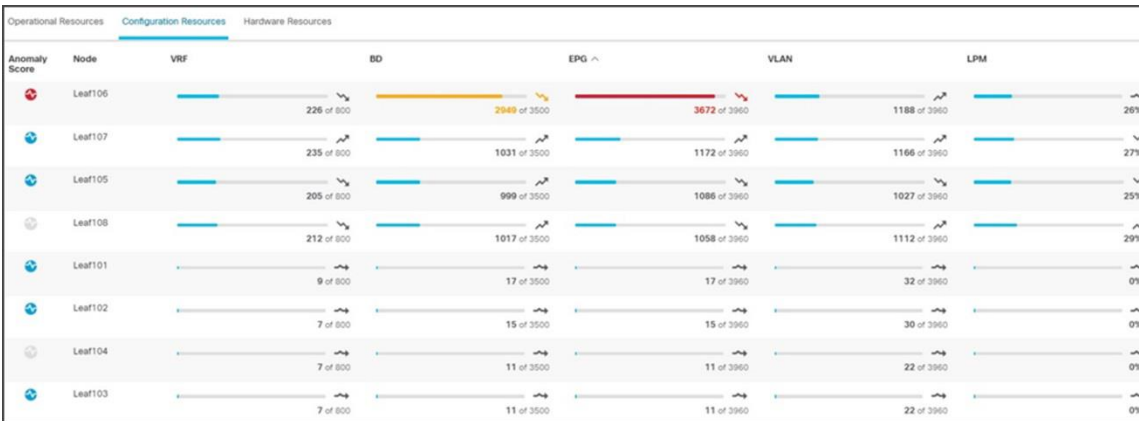 Operational Resources Configuration Resources Hardware Resources
Anomaly Score Node VRF BD EPG VLAN LPM
Leaf106
226 of 800 2949 of 3500 3672 of 3960 1188 of 3960 26%
Leaf107
235 of 800 1031 of 3500 1172 of 3960 1166 of 3960 27%
Leaf105
205 of 800 999 of 3500 1086 of 3960 1027 of 3960 25%
Leaf108
212 of 800 1017 of 3500 1058 of 3960 1112 of 3960 29%
Leaf101
9 of 800 17 of 3500 17 of 3960 32 of 3960 0%
Leaf102
7 of 800 15 of 3500 15 of 3960 30 of 3960 0%
Leaf104
7 of 800 11 of 3500 11 of 3960 22 of 3960 0%
Leaf103
7 of 800 11 of 3500 11 of 3960 22 of 3960 0%